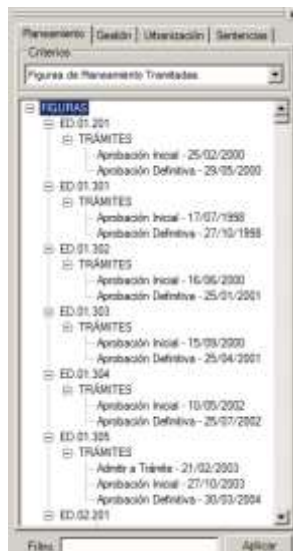 Planeamiento Gestión Urbanización Sentencias
Criterios
Figuras de Planeamiento Tramitadas
FIGURAS
ED.01.201
TRÁMITES
Aprobación Inicial - 25/02/2000
Aprobación Definitiva - 29/05/2000
ED.01.301
TRÁMITES
Aprobación Inicial - 17/07/1998
Aprobación Definitiva - 27/10/1998
ED.01.302
TRÁMITES
Aprobación Inicial - 16/06/2000
Aprobación Definitiva - 25/01/2001
ED.01.303
TRÁMITES
Aprobación Inicial - 15/09/2000
Aprobación Definitiva - 25/04/2001
ED.01.304
TRÁMITES
Aprobación Inicial - 10/05/2002
Aprobación Definitiva - 25/07/2002
ED.01.305
TRÁMITES
Admitir a Trámite - 21/02/2003
Aprobación Inicial - 27/10/2003
Aprobación Definitiva - 30/03/2004
ED.02.201
Filtro Aplicar